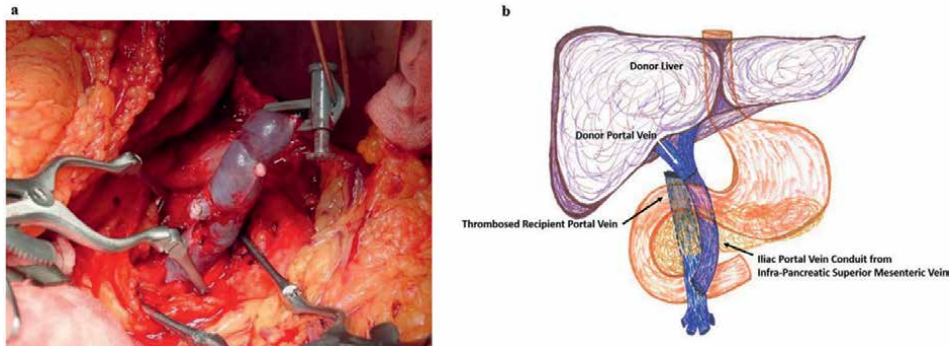 a
b
Donor Liver
Donor Portal Vein
Thrombosed Recipient Portal Vein
Iliac Portal Vein Conduit from
Infra-Pancreatic Superior Mesenteric Vein